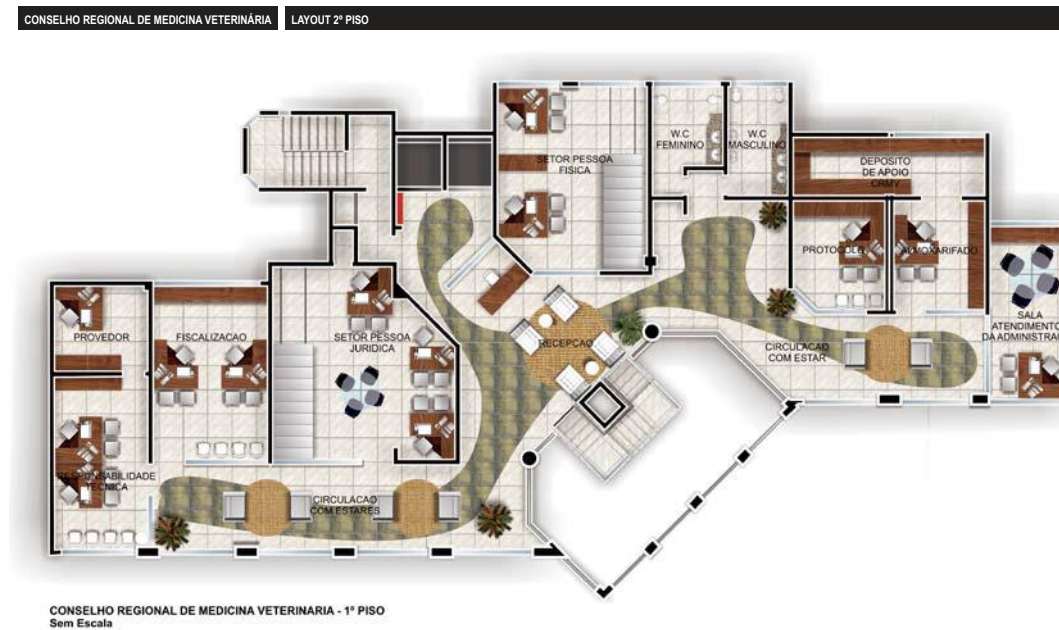 CONSELHO REGIONAL DE MEDICINA VETERINÁRIA
LAYOUT 2º PISO
W.C
FEMININO
W.C
MASCULINO
SETOR PESSOA
FISICA
DEPOSITO
DE APOIO
CRMV
PROTOCOLO
ALMOXARIFADO
SALA
ATENDIMENTO
DA ADMINISTRAC
PROVEDOR
FISCALIZACAO
SETOR PESSOA
JURIDICA
RECEPCAO
CIRCULACAO
COM ESTAR
RESPONSABILIDADE
TECNICA
CIRCULACAO
COM ESTARES
CONSELHO REGIONAL DE MEDICINA VETERINARIA - 1º PISO
Sem Escala